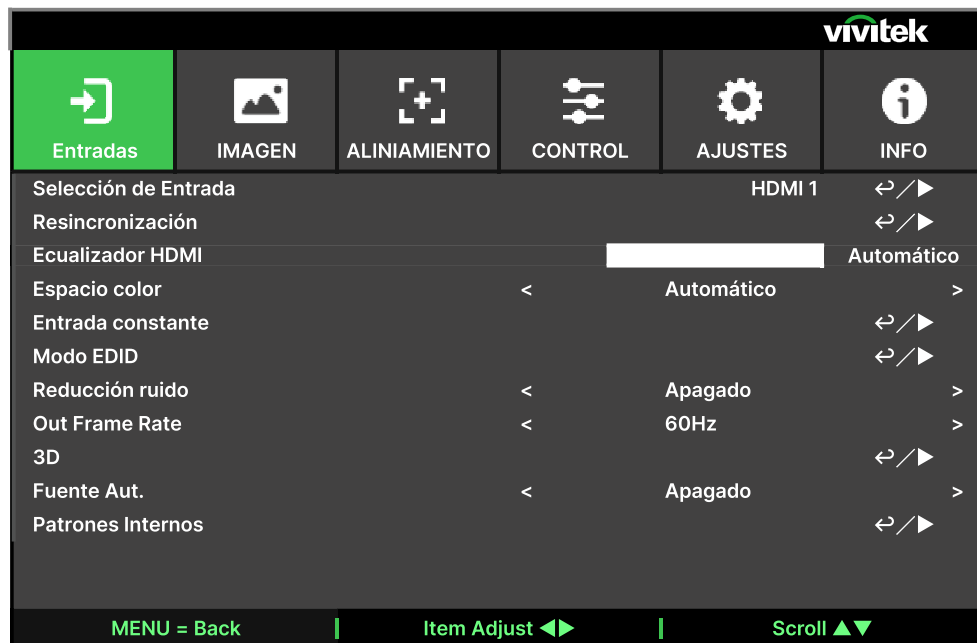 vivitek
Entradas IMAGEN ALINIAMIENTO CONTROL AJUSTES INFO
Selección de Entrada HDMI 1
Resincronización
Ecualizador HDMI Automático
Espacio color < Automático >
Entrada constante
Modo EDID
Reducción ruido < Apagado >
Out Frame Rate < 60Hz >
3D
Fuente Aut. < Apagado >
Patrones Internos
MENU = Back Item Adjust ◀▶ Scroll ▲▼